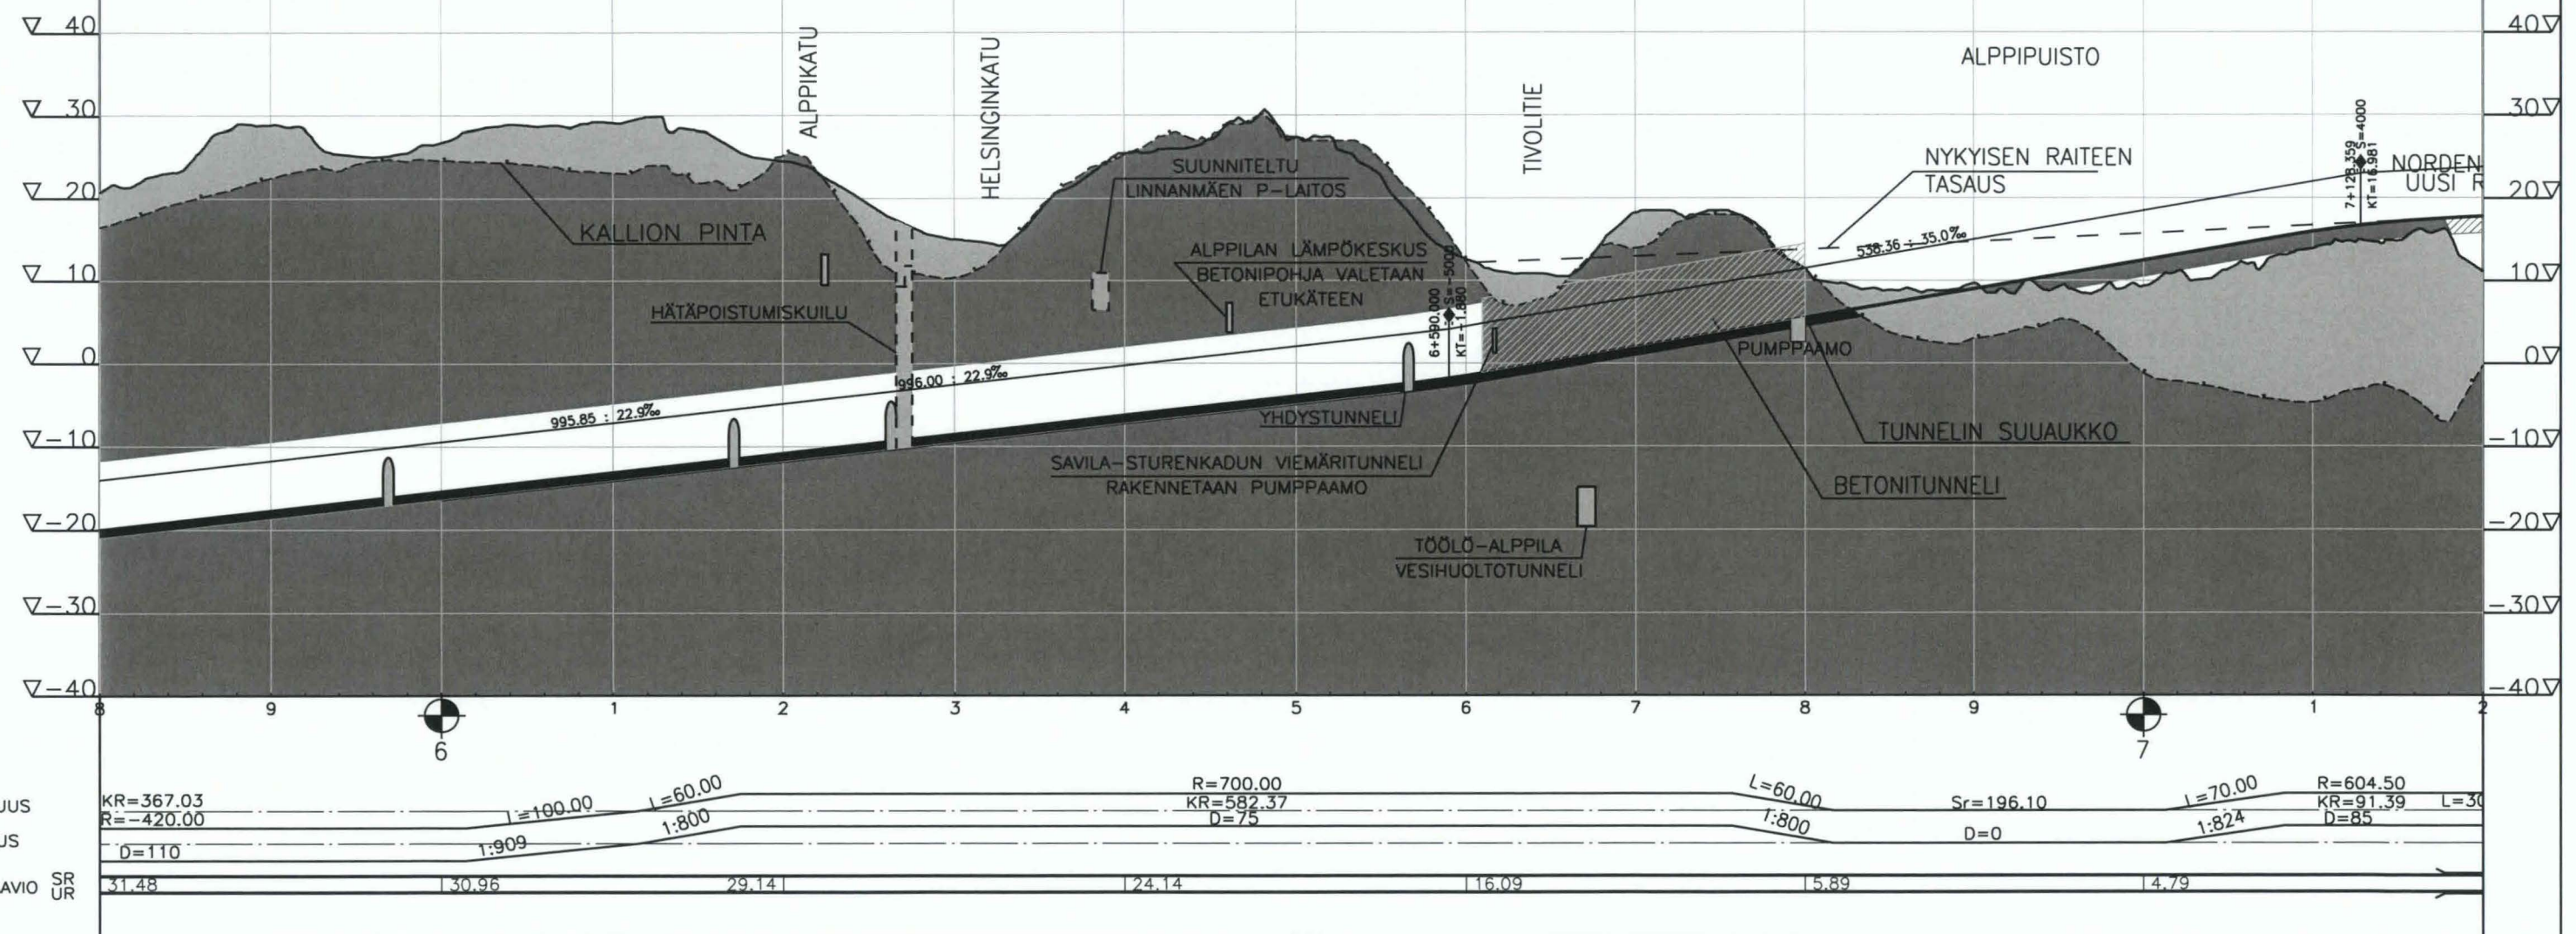 40
40
30
30
20
20
10
10
0
0
-10
-10
-20
-20
-30
-30
-40
-40
ALPPIKATU
HELSINGINKATU
TIVOLITIE
ALPPIPUISTO
KALLION PINTA
SUUNNITELTU
LINNANMÄEN P-LAITOS
ALPPILAN LÄMPÖKESKUS
BETONIPOHJA VALETAAN
ETUKÄTEEN
HÄTÄPOISTUMISKUILU
6+590.000
S=-5000
KT=-1.880
NYKYISEN RAITEEN
TASAUS
7+128.359
S=4000
KT=16.981
NORDEN
UUSI R
538.36 : 35.0‰
995.85 : 22.9‰
996.00 : 22.9‰
PUMPPAAMO
YHDYSTUNNELI
SAVILA-STURENKADUN VIEMÄRITUNNELI
RAKENNETAAN PUMPPAAMO
TUNNELIN SUUAUKKO
BETONITUNNELI
TÖÖLÖ-ALPPILA
VESIHUOLTOTUNNELI
8 9 1 2 3 4 5 6 7 8 9 1 2
6 7
UUS
KR=367.03
R=-420.00
L=100.00
L=60.00
R=700.00
KR=582.37
L=60.00
Sr=196.10
L=70.00
R=604.50
KR=91.39
L=30
US
D=110
1:909
1:800
D=75
1:800
D=0
1:824
D=85
AVIO
SR
UR
31.48 30.96 29.14 24.14 16.09 5.89 4.79